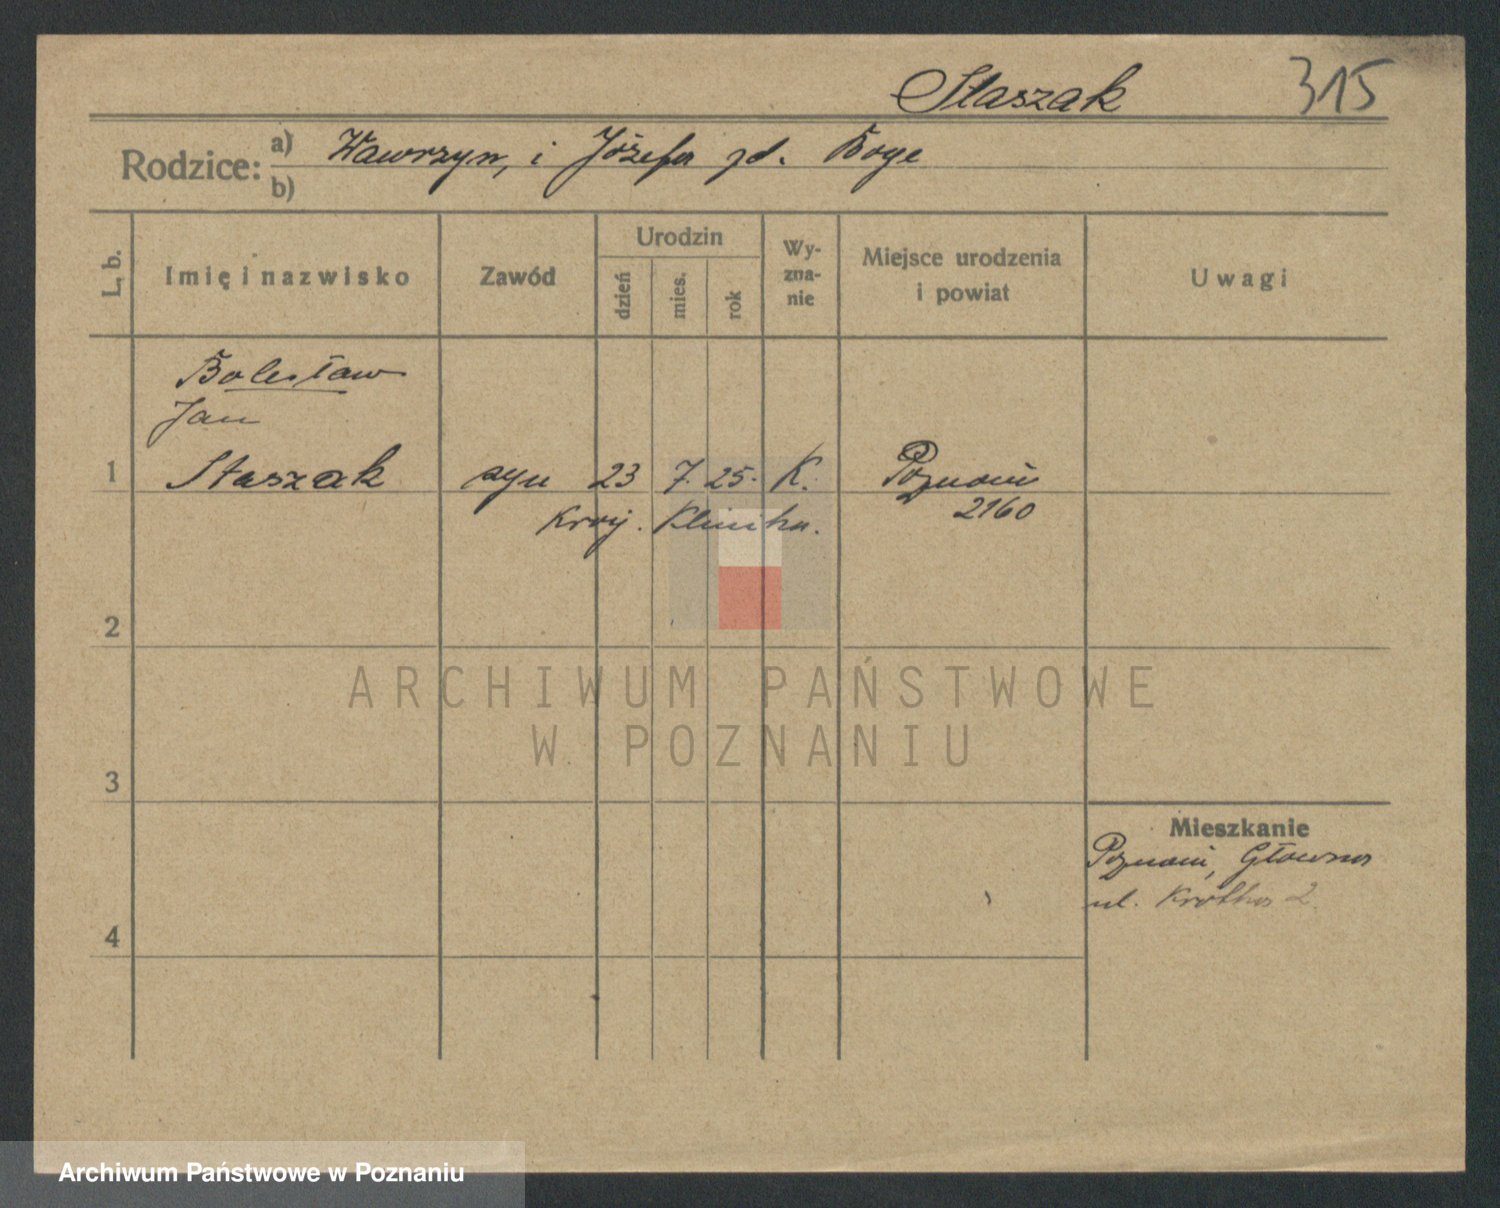 Staszak 315
Rodzice: a) Wawrzyn, i Józefa zd. Boge
b)
L. b. Imię i nazwisko Zawód Urodzin dzień mies. rok Wy-zna-nie Miejsce urodzenia i powiat Uwagi
Bolesław
Jan
1 Staszak syn 23 7. 25. K. Poznań
Kraj. Klinika. 2160
2
ARCHIWUM PAŃSTWOWE
W POZNANIU
3
Mieszkanie
Poznań, Główna
ul. Krótka 2.
4
Archiwum Państwowe w Poznaniu